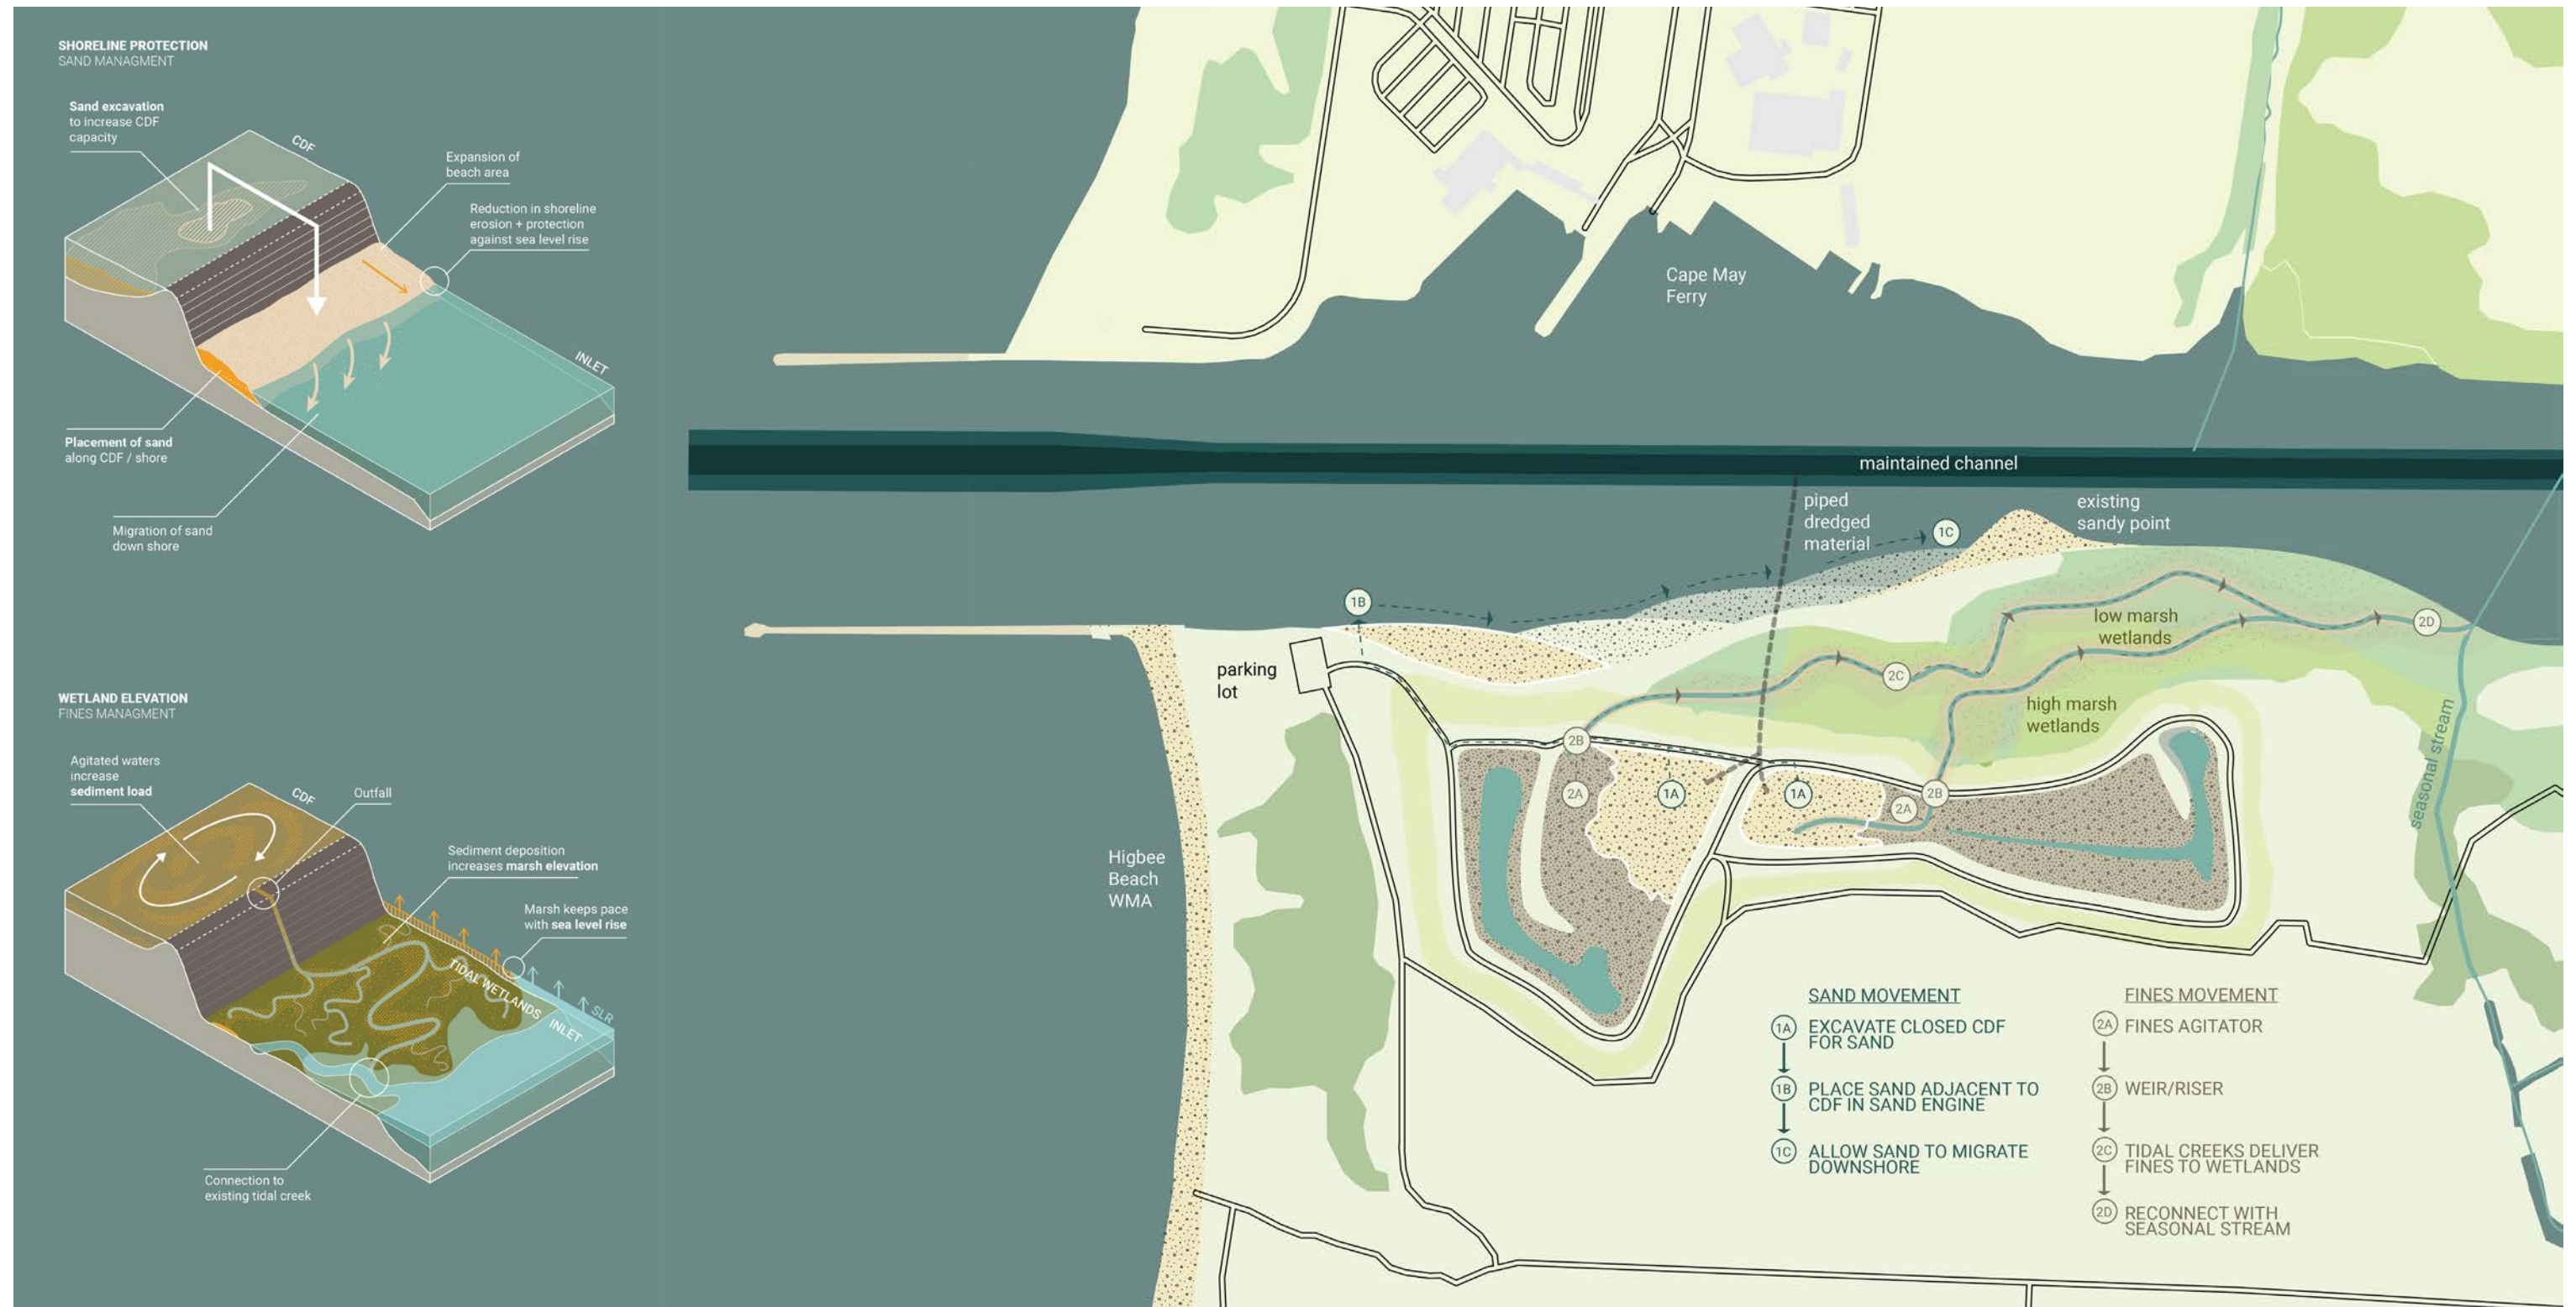 SHORELINE PROTECTION
SAND MANAGMENT
Sand excavation
to increase CDF
capacity
CDF
Expansion of
beach area
Reduction in shoreline
erosion + protection
against sea level rise
INLET
Placement of sand
along CDF / shore
Migration of sand
down shore
WETLAND ELEVATION
FINES MANAGMENT
Agitated waters
increase
sediment load
CDF
Outfall
Sediment deposition
increases marsh elevation
Marsh keeps pace
with sea level rise
TIDAL WETLANDS
INLET
SLR
Connection to
existing tidal creek
Cape May
Ferry
maintained channel
piped
dredged
material
1C
existing
sandy point
1B
parking
lot
low marsh
wetlands
2D
2C
high marsh
wetlands
2B
2A
1A
1A
2A
2B
seasonal stream
Higbee
Beach
WMA
SAND MOVEMENT
1A EXCAVATE CLOSED CDF
FOR SAND
1B PLACE SAND ADJACENT TO
CDF IN SAND ENGINE
1C ALLOW SAND TO MIGRATE
DOWNSHORE
FINES MOVEMENT
2A FINES AGITATOR
2B WEIR/RISER
2C TIDAL CREEKS DELIVER
FINES TO WETLANDS
2D RECONNECT WITH
SEASONAL STREAM